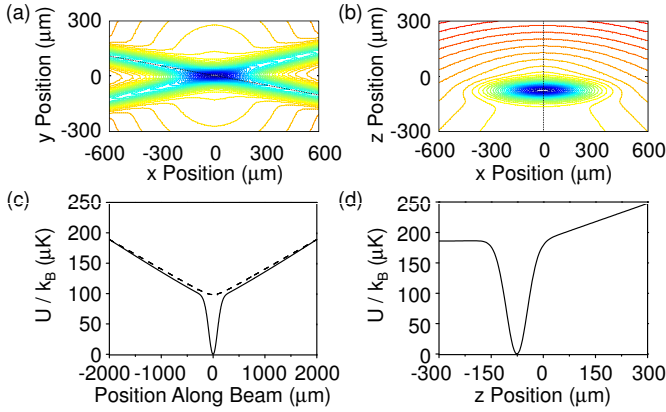 (a)
300
0
-300
y Position (μm)
-600 -300 0 300 600
x Position (μm)
(b)
300
0
-300
z Position (μm)
-600 -300 0 300 600
x Position (μm)
(c)
250
200
150
100
50
0
U / kB (μK)
-2000 -1000 0 1000 2000
Position Along Beam (μm)
(d)
250
200
150
100
50
0
U / kB (μK)
-300 -150 0 150 300
z Position (μm)